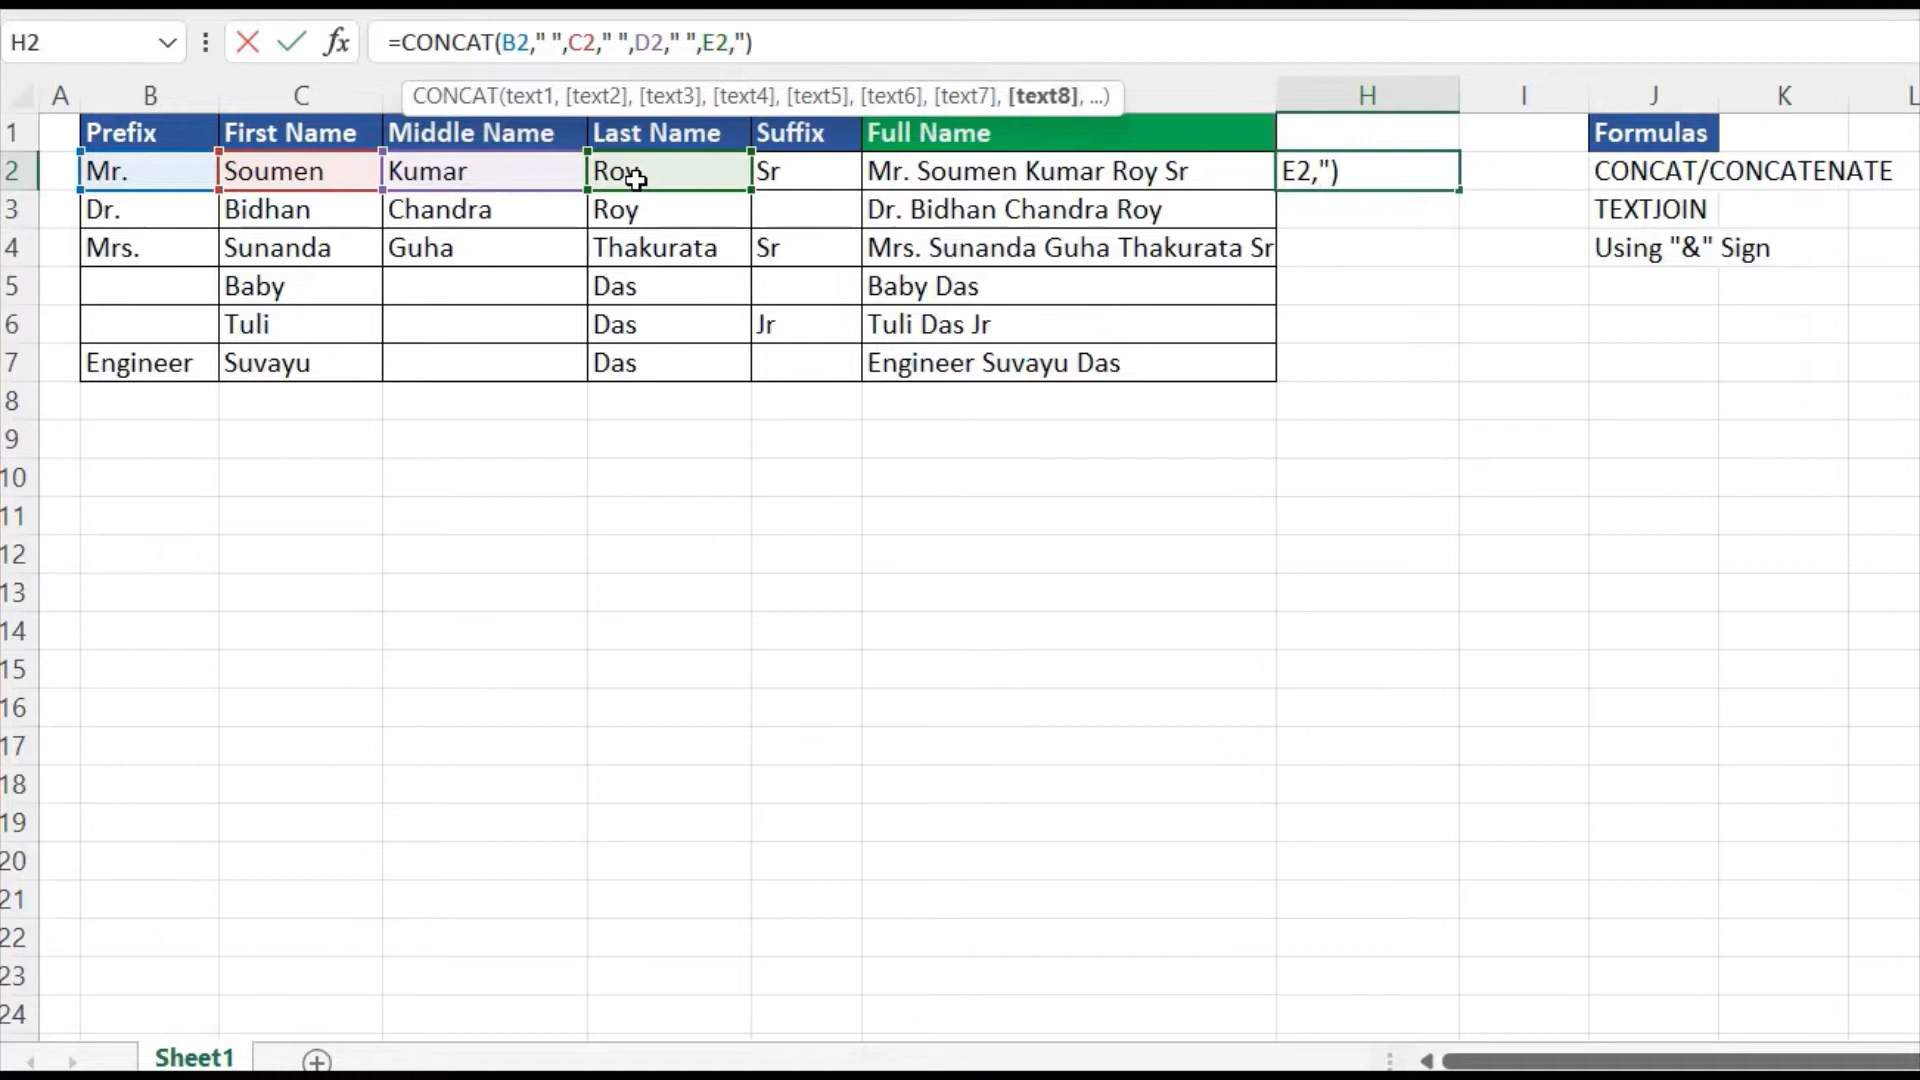 H2 fx =CONCAT(B2," ",C2," ",D2," ",E2,")
A B C H I J K L
CONCAT(text1, [text2], [text3], [text4], [text5], [text6], [text7], [text8], ...)
1 Prefix First Name Middle Name Last Name Suffix Full Name Formulas
2 Mr. Soumen Kumar Roy Sr Mr. Soumen Kumar Roy Sr E2,") CONCAT/CONCATENATE
3 Dr. Bidhan Chandra Roy Dr. Bidhan Chandra Roy TEXTJOIN
4 Mrs. Sunanda Guha Thakurata Sr Mrs. Sunanda Guha Thakurata Sr Using "&" Sign
5 Baby Das Baby Das
6 Tuli Das Jr Tuli Das Jr
7 Engineer Suvayu Das Engineer Suvayu Das
8
9
10
11
12
13
14
15
16
17
18
19
20
21
22
23
24
Sheet1